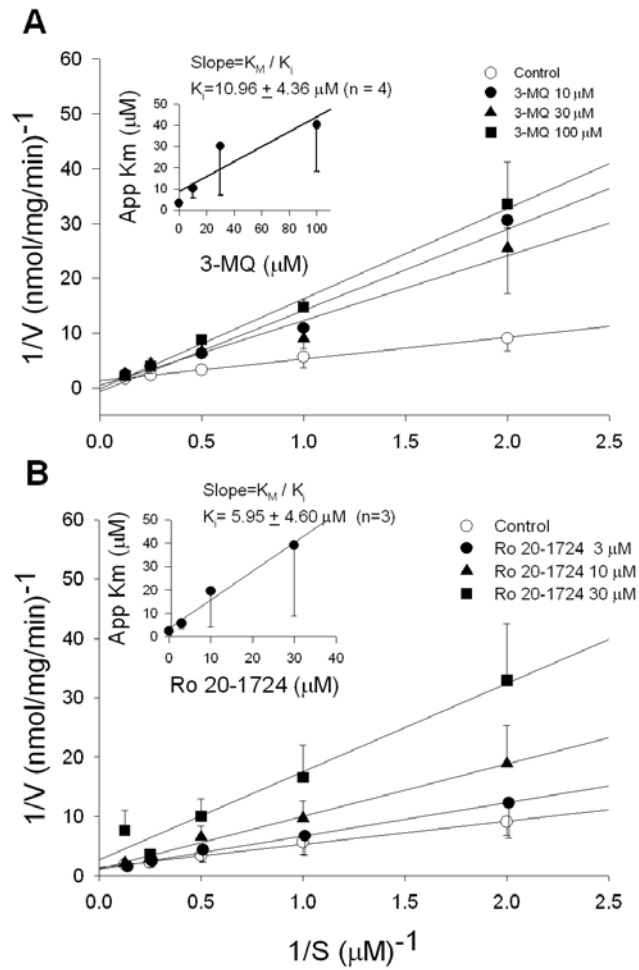 A
Slope=K_M / K_I
K_I=10.96 ± 4.36 μM (n = 4)
App Km (μM)
50
40
30
20
10
0
0 20 40 60 80 100
3-MQ (μM)
Control
3-MQ 10 μM
3-MQ 30 μM
3-MQ 100 μM
1/V (nmol/mg/min)⁻¹
60
50
40
30
20
10
0
0.0 0.5 1.0 1.5 2.0 2.5
B
Slope=K_M / K_I
K_I= 5.95 ± 4.60 μM (n=3)
App Km (μM)
50
40
30
20
10
0
0 10 20 30 40
Ro 20-1724 (μM)
Control
Ro 20-1724 3 μM
Ro 20-1724 10 μM
Ro 20-1724 30 μM
1/V (nmol/mg/min)⁻¹
60
50
40
30
20
10
0
0.0 0.5 1.0 1.5 2.0 2.5
1/S (μM)⁻¹